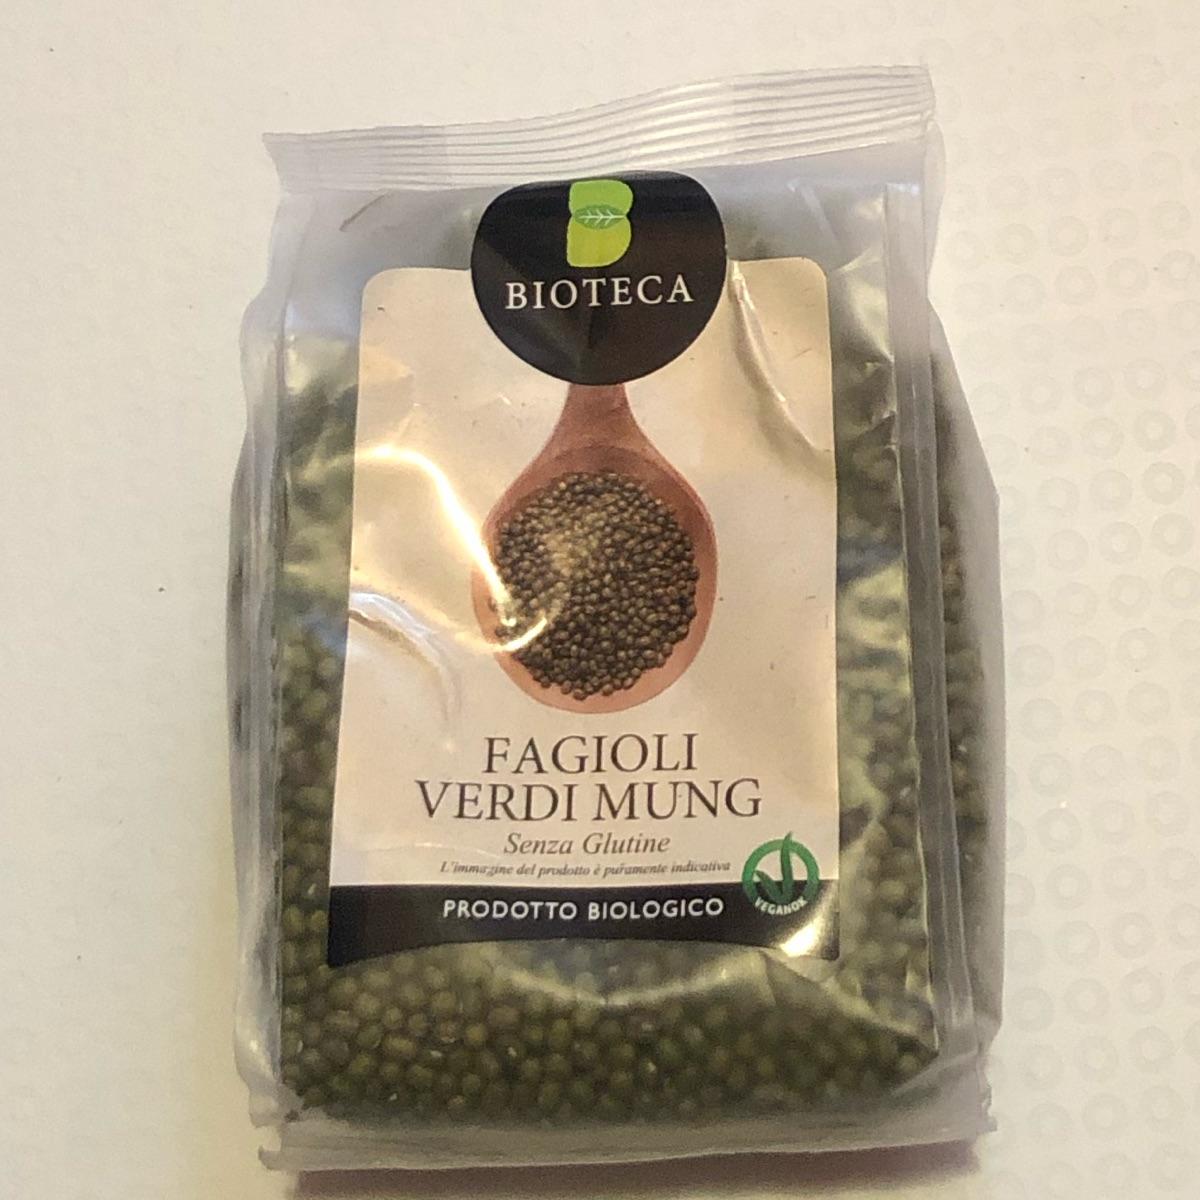 BIOTECA
FAGIOLI
VERDI MUNG
Senza Glutine
L'immagine del prodotto è puramente indicativa
PRODOTTO BIOLOGICO
VEGANOK